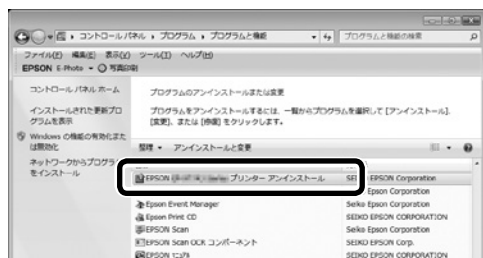 コントロール パネル ▸ プログラム ▸ プログラムと機能
プログラムと機能の検索
ファイル(F) 編集(E) 表示(V) ツール(T) ヘルプ(H)
EPSON E-Photo 写真印刷
コントロール パネル ホーム
インストールされた更新プログラムを表示
Windows の機能の有効化または無効化
ネットワークからプログラム
をインストール
プログラムのアンインストールまたは変更
プログラムをアンインストールするには、一覧からプログラムを選択して [アンインストール]、
[変更]、または [修復] をクリックします。
整理 アンインストールと変更
EPSON プリンター アンインストール SEIKO EPSON Corporation
Epson Corporation
Epson Event Manager Seiko Epson Corporation
Epson Print CD SEIKO EPSON CORPORATION
EPSON Scan Seiko Epson Corporation
EPSON Scan OCR コンポーネント SEIKO EPSON Corp.
EPSON SEIKO EPSON CORPORATION